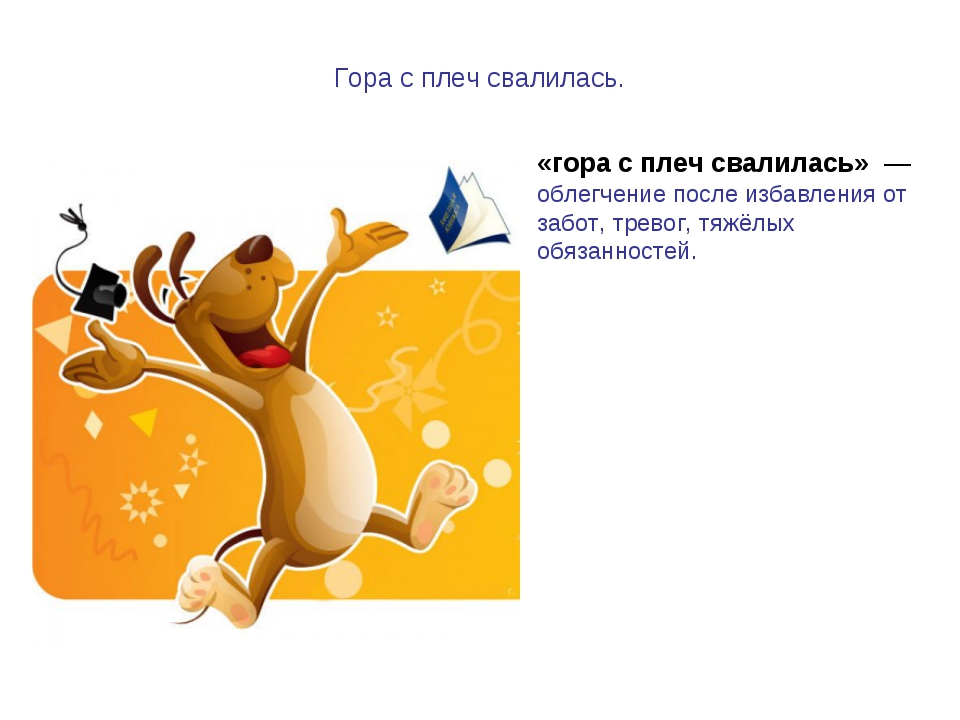 Гора с плеч свалилась.
«гора с плеч свалилась» —
облегчение после избавления от
забот, тревог, тяжёлых
обязанностей.